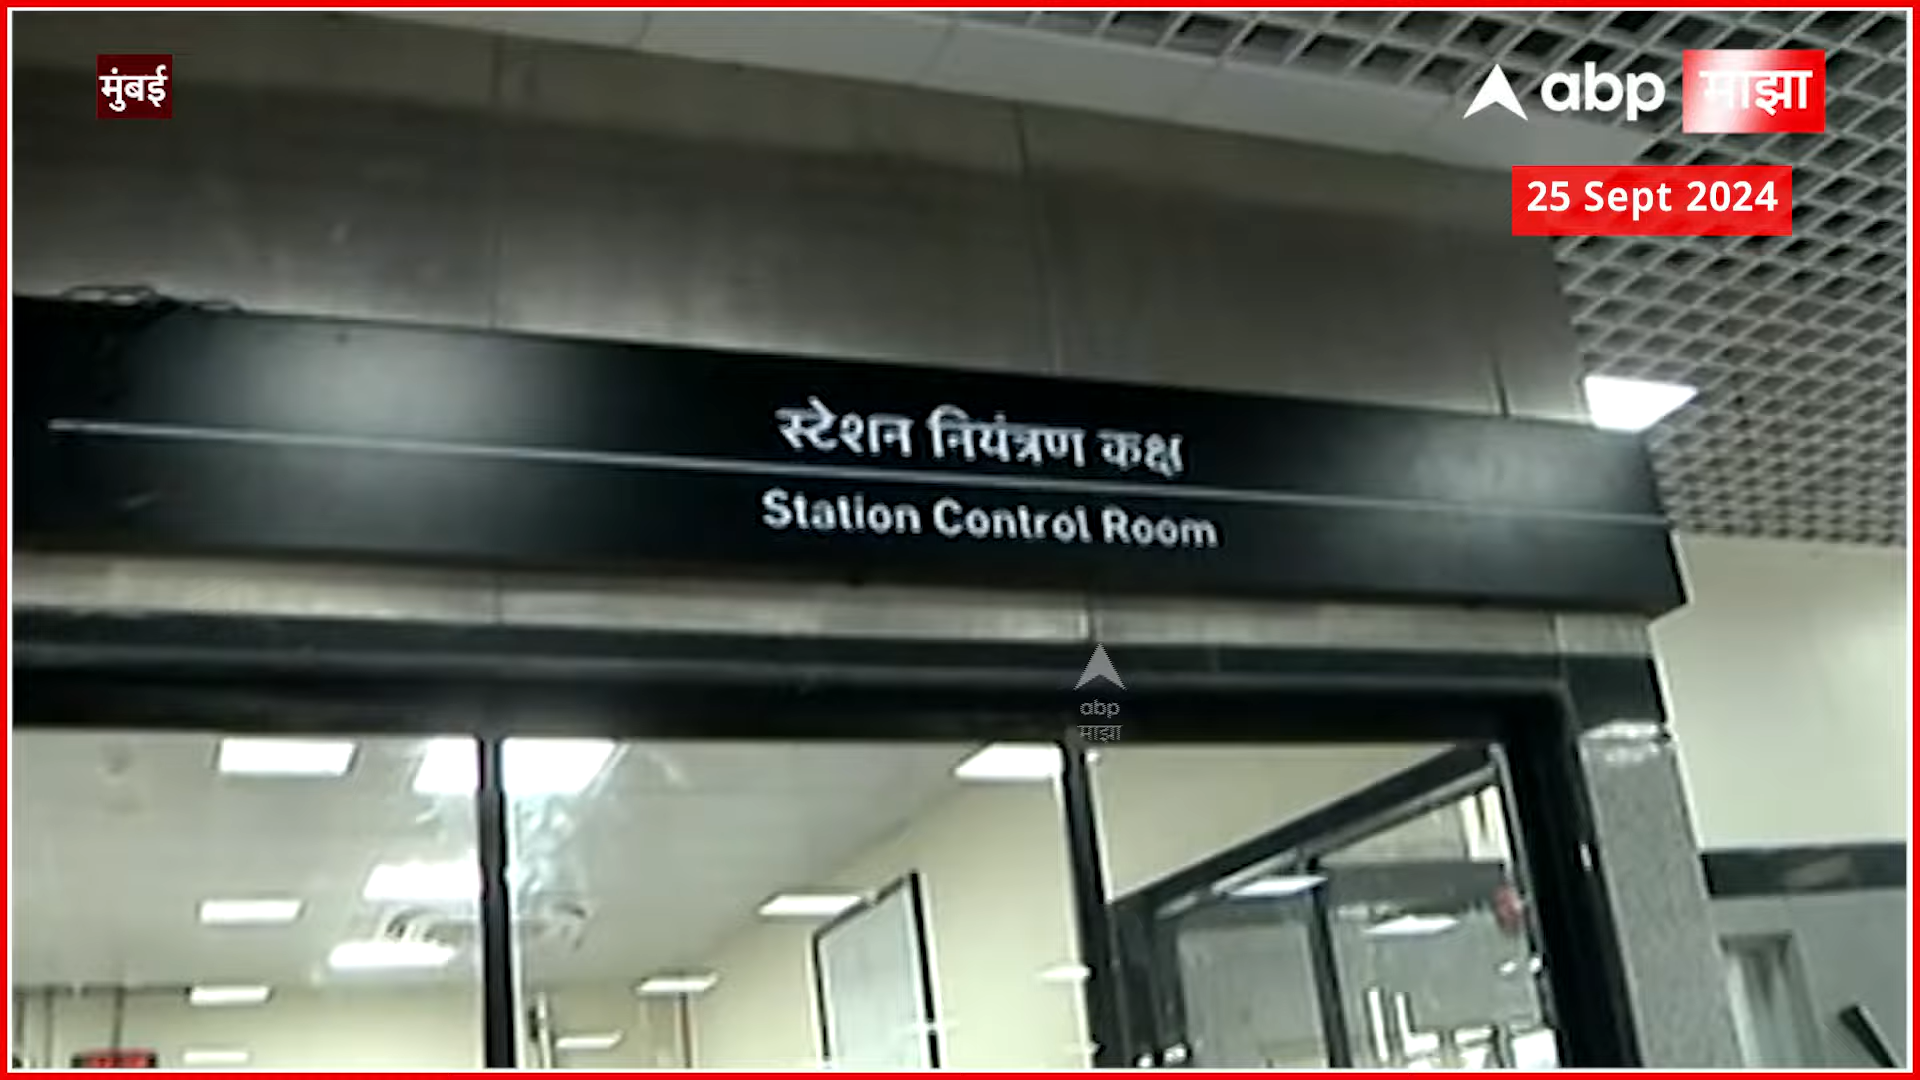 मुंबई
abp माझा
25 Sept 2024
स्टेशन नियंत्रण कक्ष
Station Control Room
abp
माझा